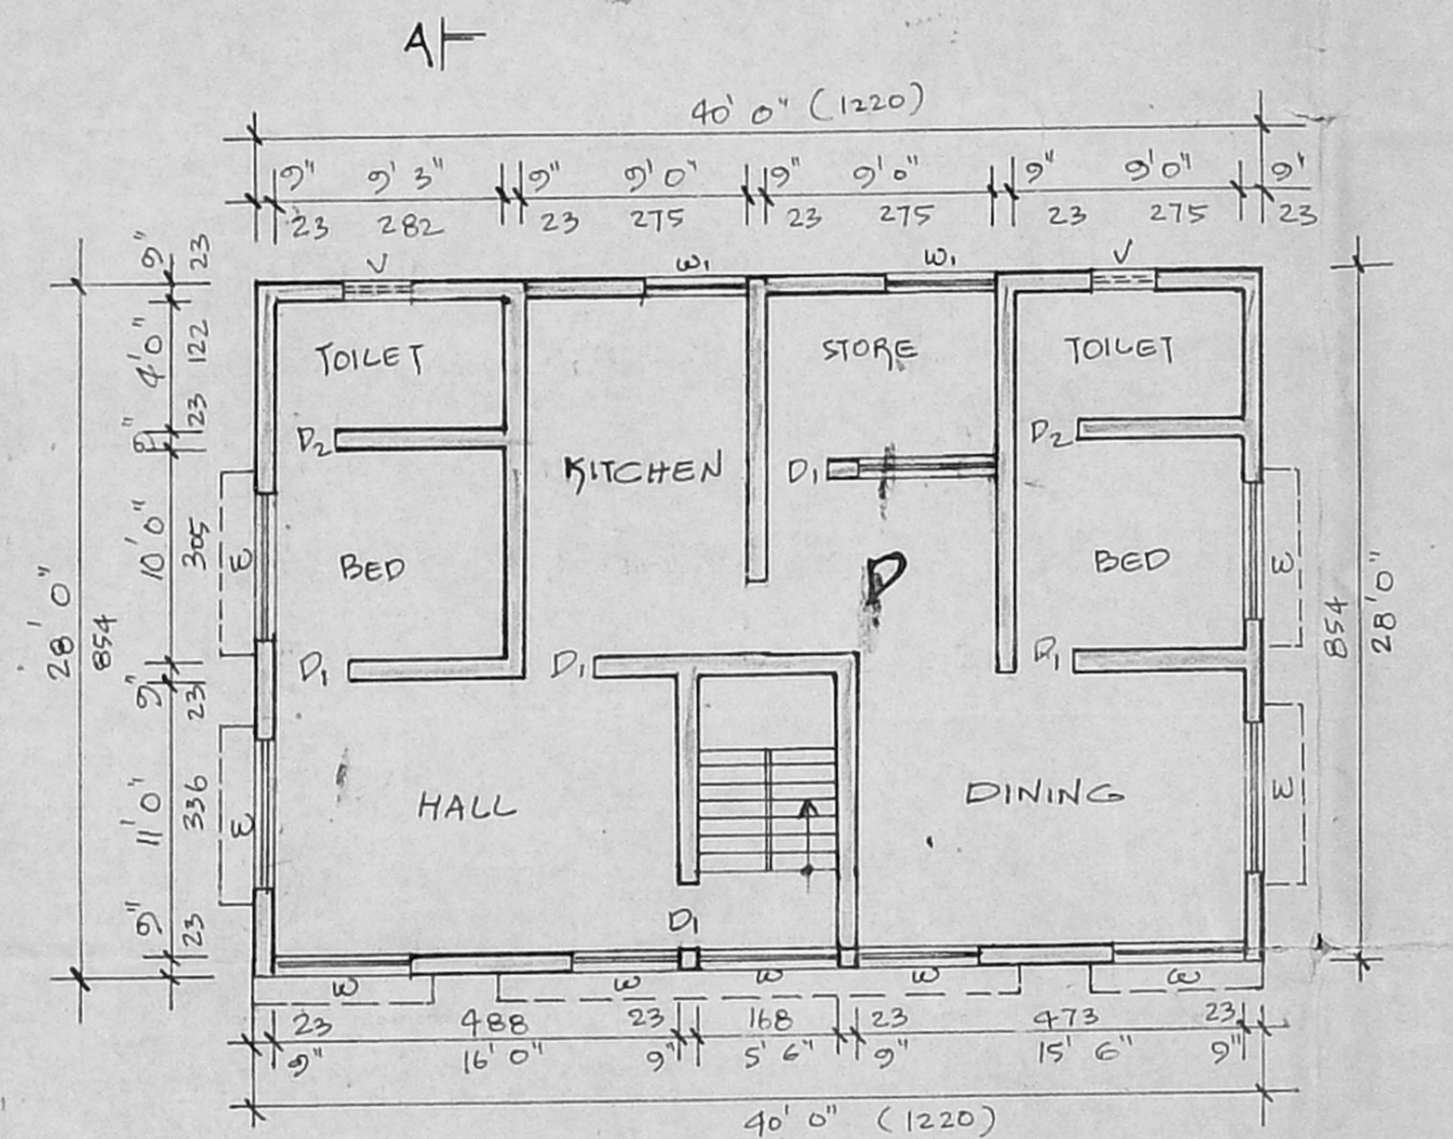 A
40' 0" (1220)
9" 9' 3" 9" 9' 0" 9" 9' 0" 9" 9' 0" 9"
23 282 23 275 23 275 23 275 23
V W1 W1 V
TOILET STORE TOILET
D2 D2
KITCHEN D1
BED D BED
D1 D1 D1
HALL DINING
D1
W W W W W
W W
W W
9" 4' 0" 9" 10' 0" 9" 11' 0" 9"
23 122 23 305 23 336 23
28' 0"
854
854
28' 0"
23 488 23 168 23 473 23
9" 16' 0" 9" 5' 6" 9" 15' 6" 9"
40' 0" (1220)